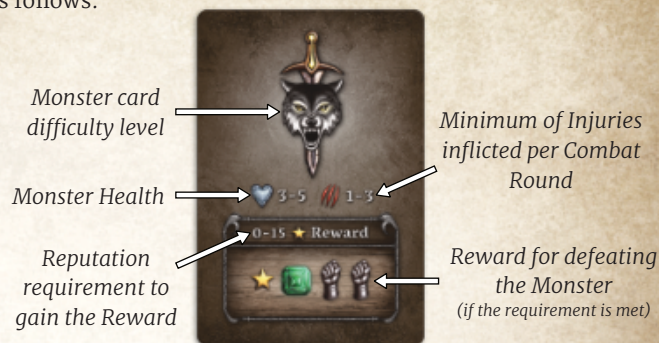 s follows:
Monster card
difficulty level
Minimum of Injuries
inflicted per Combat
Round
Monster Health
3-5 1-3
0-15 Reward
Reputation
requirement to
gain the Reward
Reward for defeating
the Monster
(if the requirement is met)